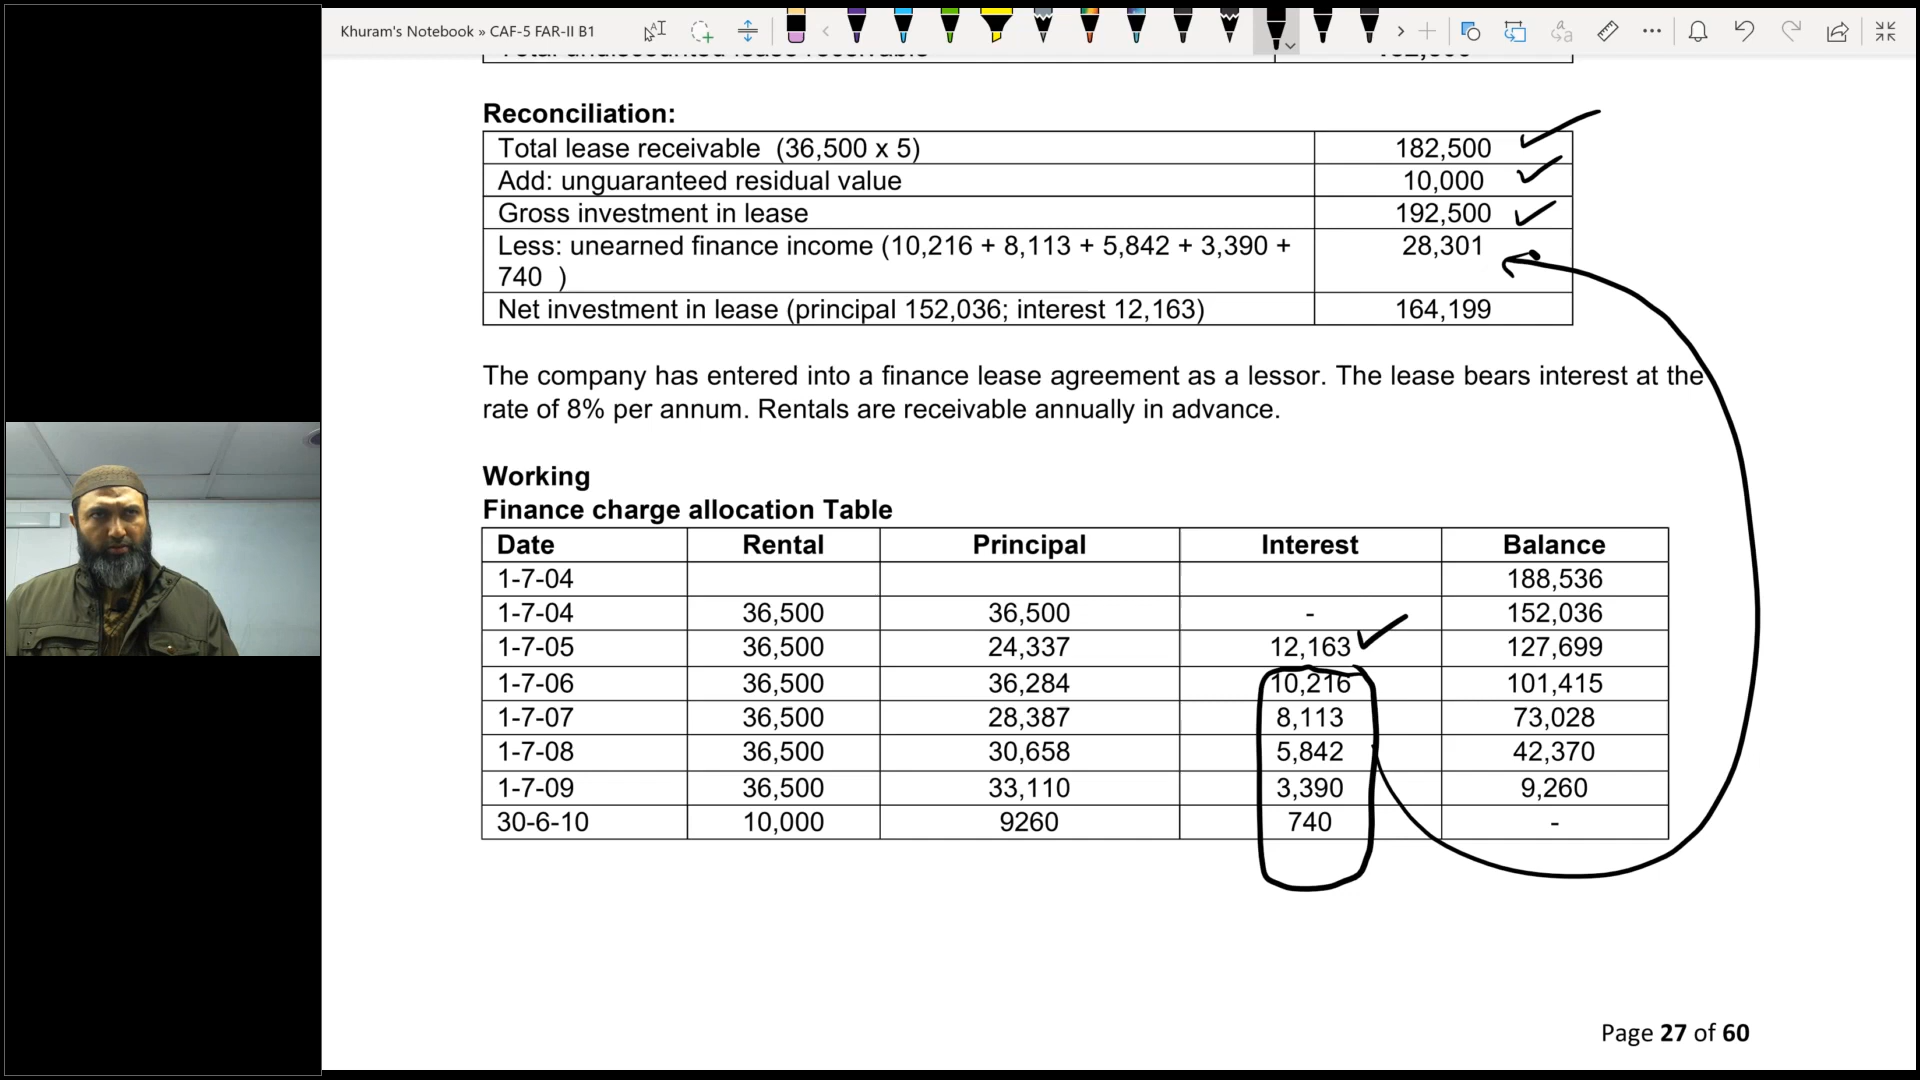 Khuram's Notebook » CAF-5 FAR-II B1
Total undiscounted lease receivable 182,500
Reconciliation:
Total lease receivable (36,500 x 5) 182,500
Add: unguaranteed residual value 10,000
Gross investment in lease 192,500
Less: unearned finance income (10,216 + 8,113 + 5,842 + 3,390 + 28,301
740 )
Net investment in lease (principal 152,036; interest 12,163) 164,199
The company has entered into a finance lease agreement as a lessor. The lease bears interest at the
rate of 8% per annum. Rentals are receivable annually in advance.
Working
Finance charge allocation Table
Date Rental Principal Interest Balance
1-7-04 188,536
1-7-04 36,500 36,500 - 152,036
1-7-05 36,500 24,337 12,163 127,699
1-7-06 36,500 36,284 10,216 101,415
1-7-07 36,500 28,387 8,113 73,028
1-7-08 36,500 30,658 5,842 42,370
1-7-09 36,500 33,110 3,390 9,260
30-6-10 10,000 9260 740 -
Page 27 of 60